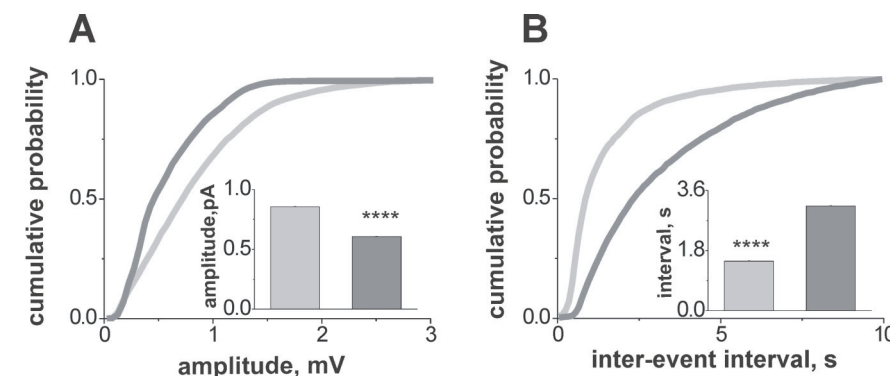 A
cumulative probability
1.0
0.5
0.0
0
1
2
3
amplitude, mV
amplitude,pA
1.0
0.5
0.0
****
B
cumulative probability
1.0
0.5
0.0
0
5
10
inter-event interval, s
interval, s
3.6
1.8
0.0
****